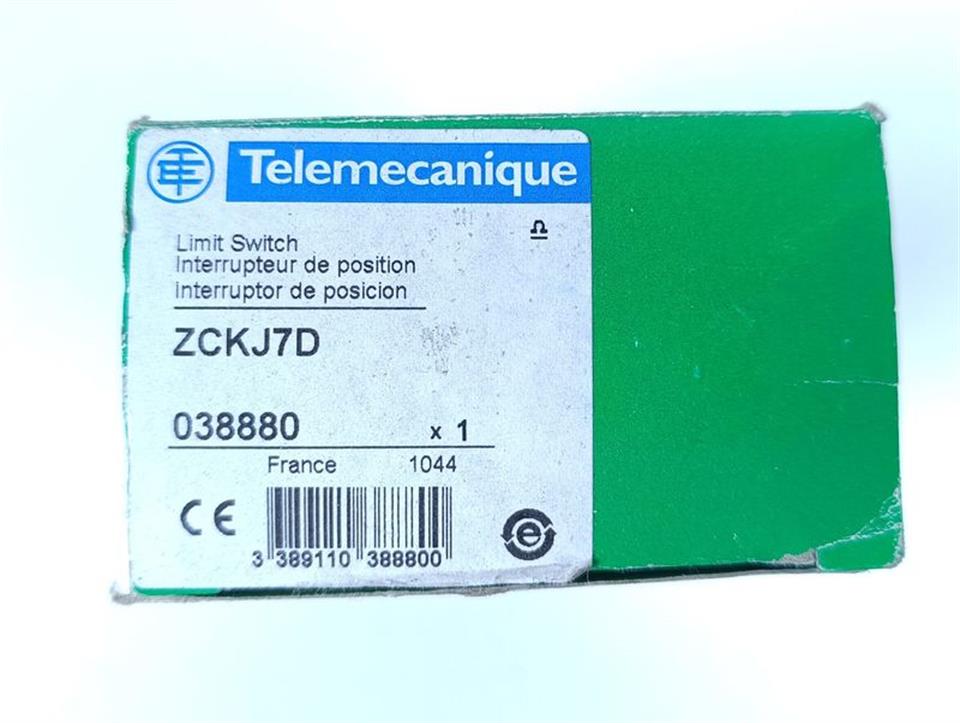 Telemecanique
Limit Switch
Interrupteur de position
Interruptor de posicion
ZCKJ7D
038880 x 1
France 1044
CE e
3 389110 388800